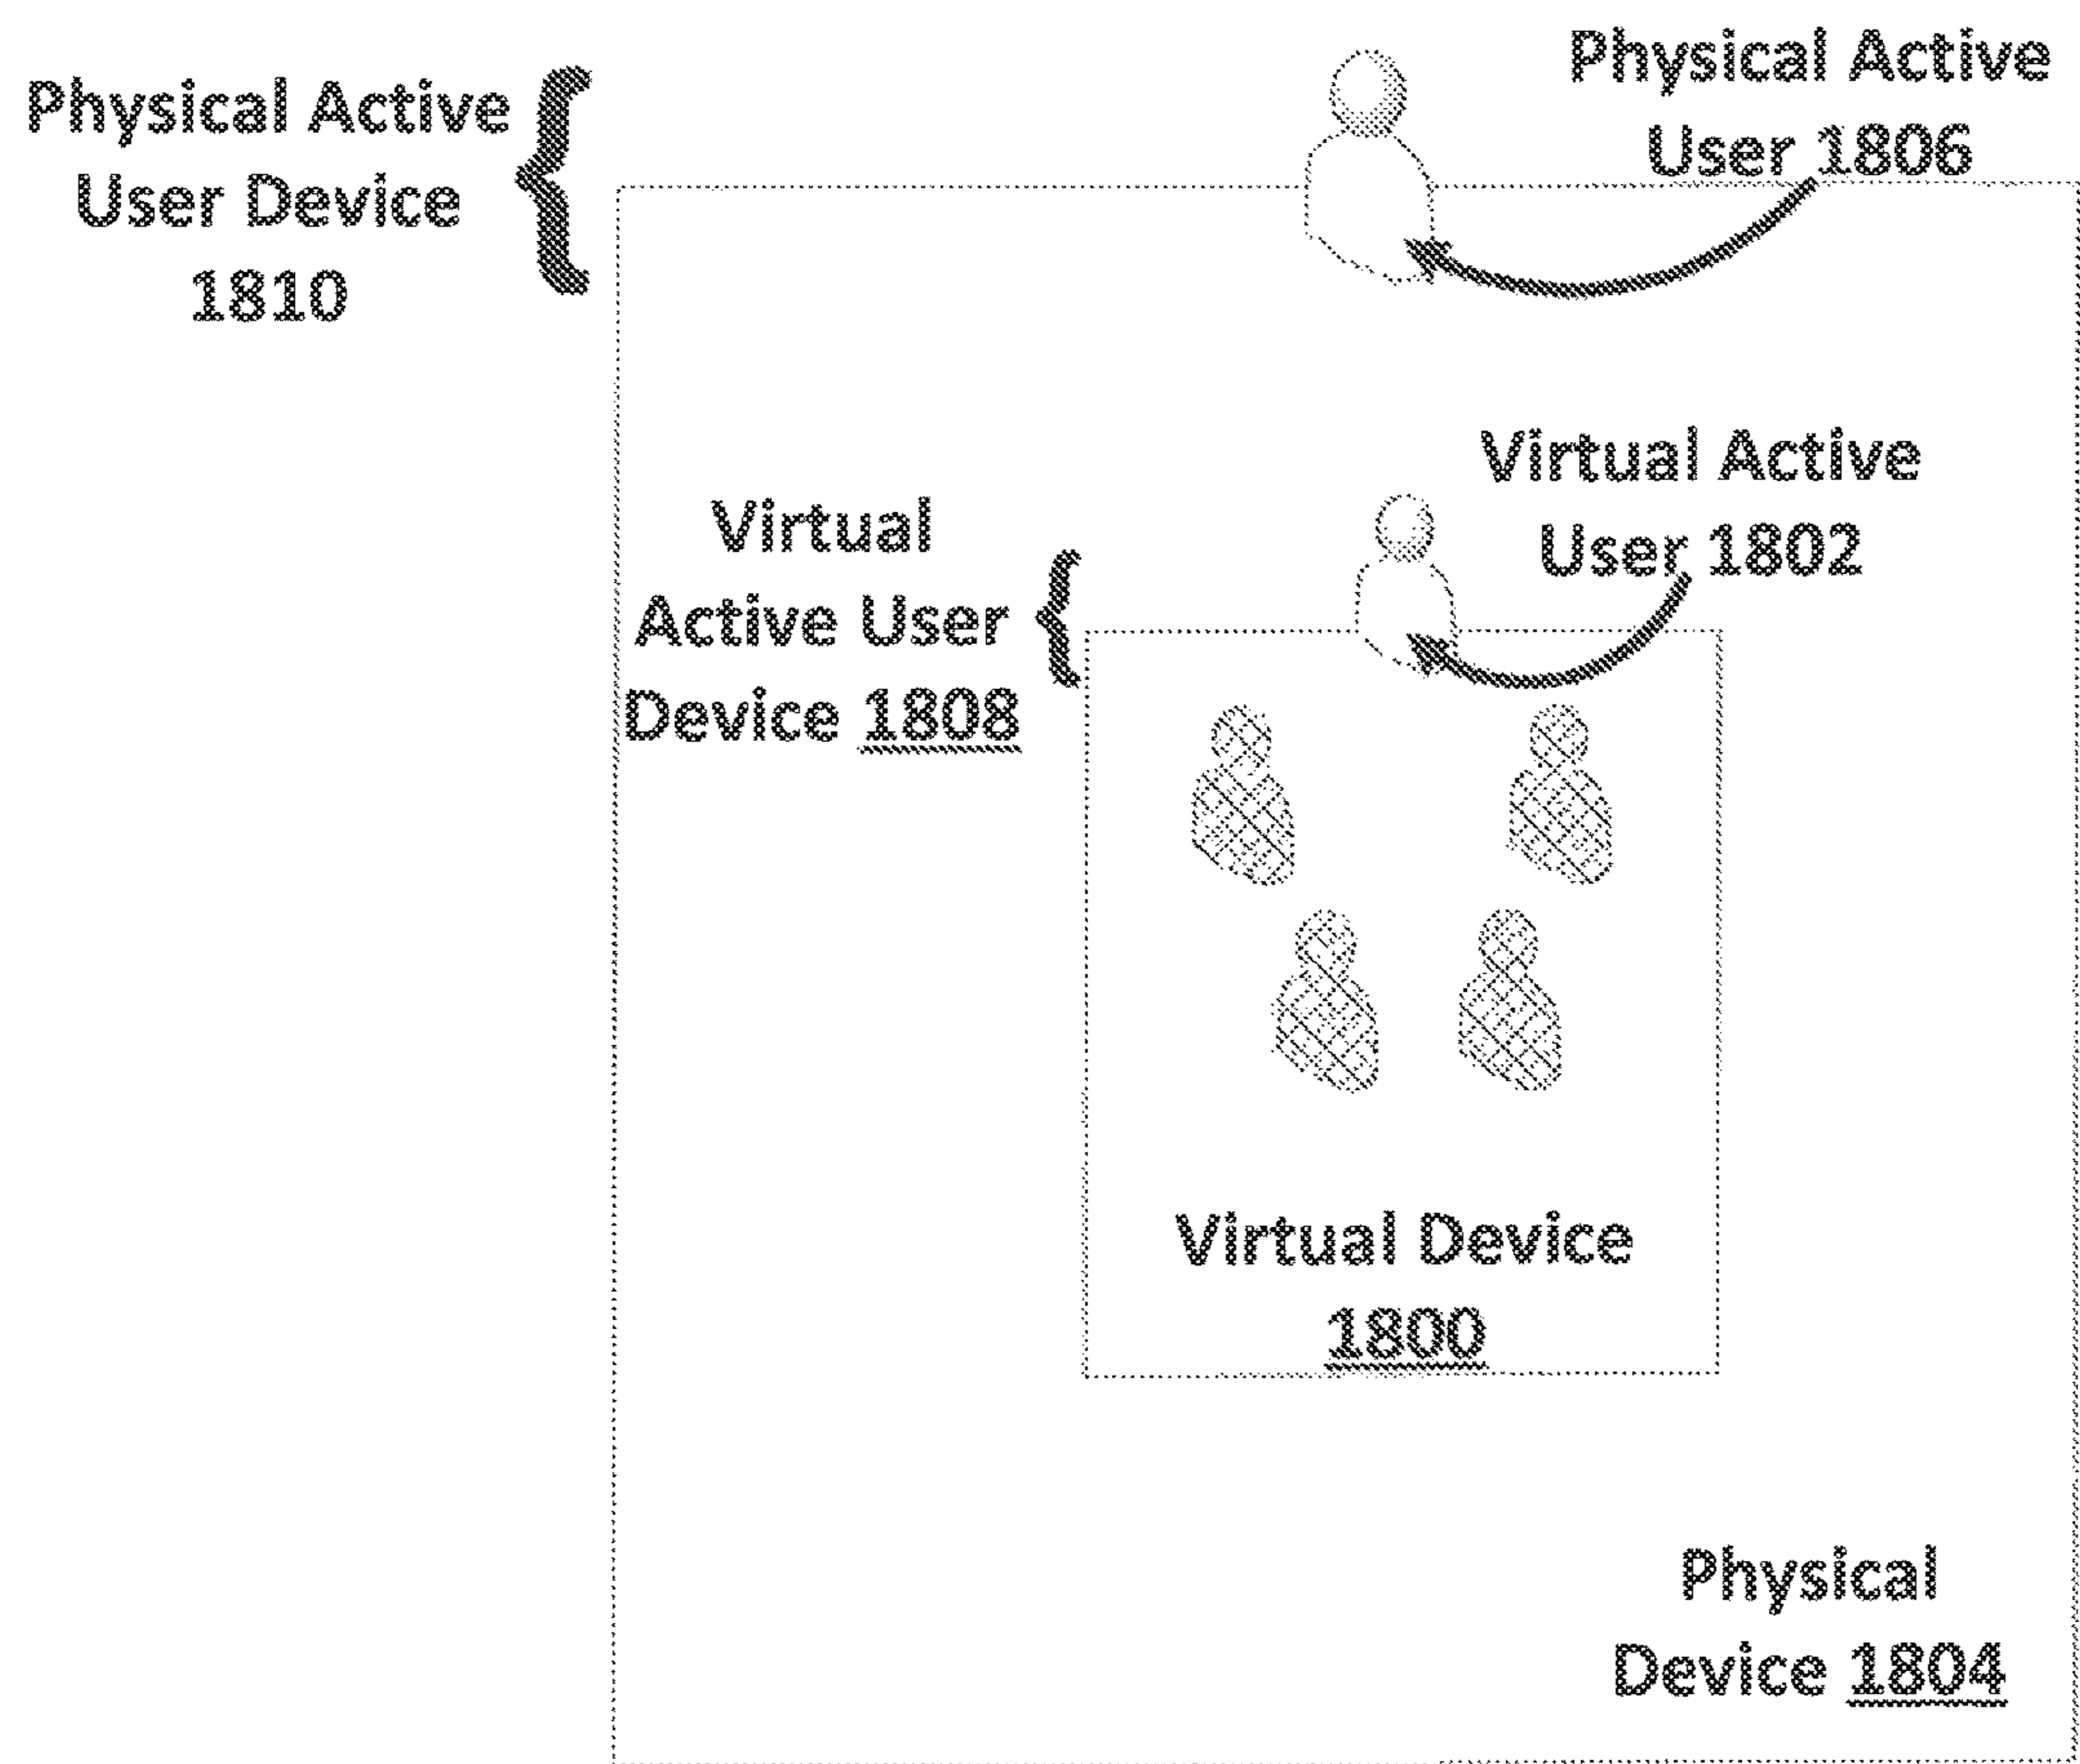 Physical Active
User Device
1810
Physical Active
User 1806
Virtual Active
User 1802
Virtual
Active User
Device 1808
Virtual Device
1800
Physical
Device 1804